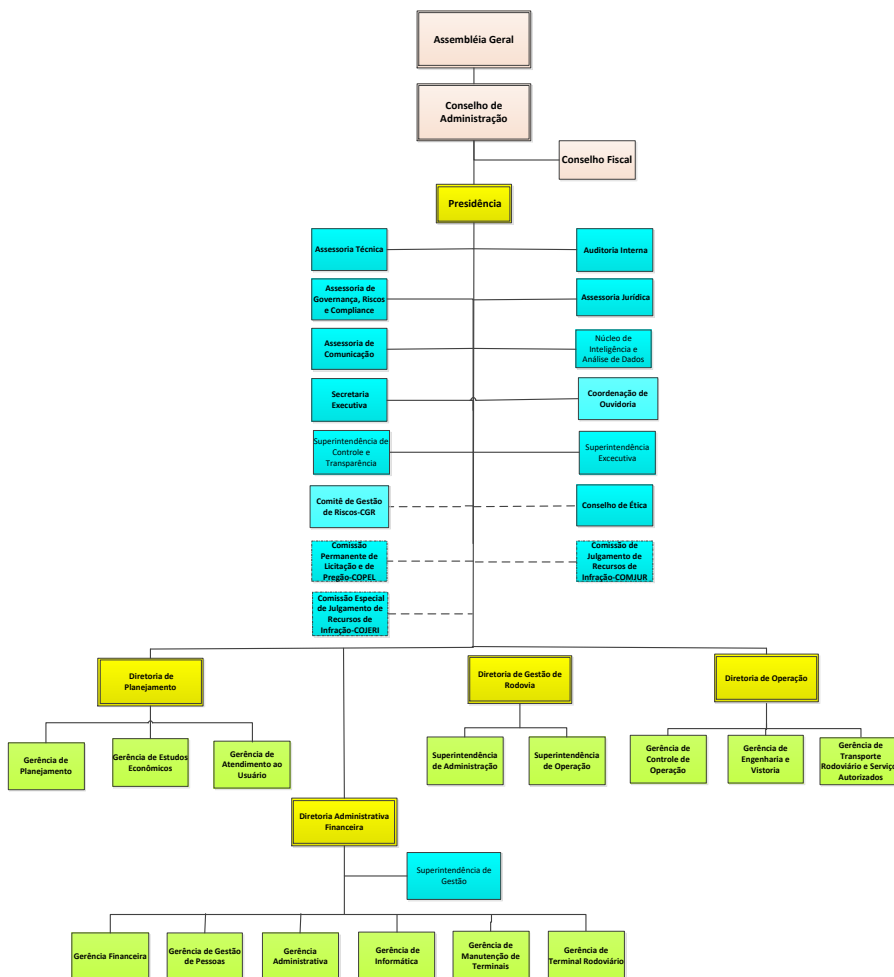 Assembléia Geral
Conselho de
Administração
Conselho Fiscal
Presidência
Assessoria Técnica
Auditoria Interna
Assessoria de
Governança, Riscos
e Compliance
Assessoria Jurídica
Assessoria de
Comunicação
Núcleo de
Inteligência e
Análise de Dados
Secretaria
Executiva
Coordenação de
Ouvidoria
Superintendência de
Controle e
Transparência
Superintendência
Excecutiva
Comitê de Gestão
de Riscos-CGR
Conselho de Ética
Comissão
Permanente de
Licitação e de
Pregão-COPEL
Comissão de
Julgamento de
Recursos de
Infração-COMJUR
Comissão Especial
de Julgamento de
Recursos de
Infração-COJERI
Diretoria de
Planejamento
Diretoria de Gestão de
Rodovia
Diretoria de Operação
Gerência de
Planejamento
Gerência de Estudos
Econômicos
Gerência de
Atendimento ao
Usuário
Superintendência
de Administração
Superintendência
de Operação
Gerência de
Controle de
Operação
Gerência de
Engenharia e
Vistoria
Gerência de
Transporte
Rodoviário e Serviço
Autorizados
Diretoria Administrativa
Financeira
Superintendência de
Gestão
Gerência Financeira
Gerência de Gestão
de Pessoas
Gerência
Administrativa
Gerência de
Informática
Gerência de
Manutenção de
Terminais
Gerência de
Terminal Rodoviário